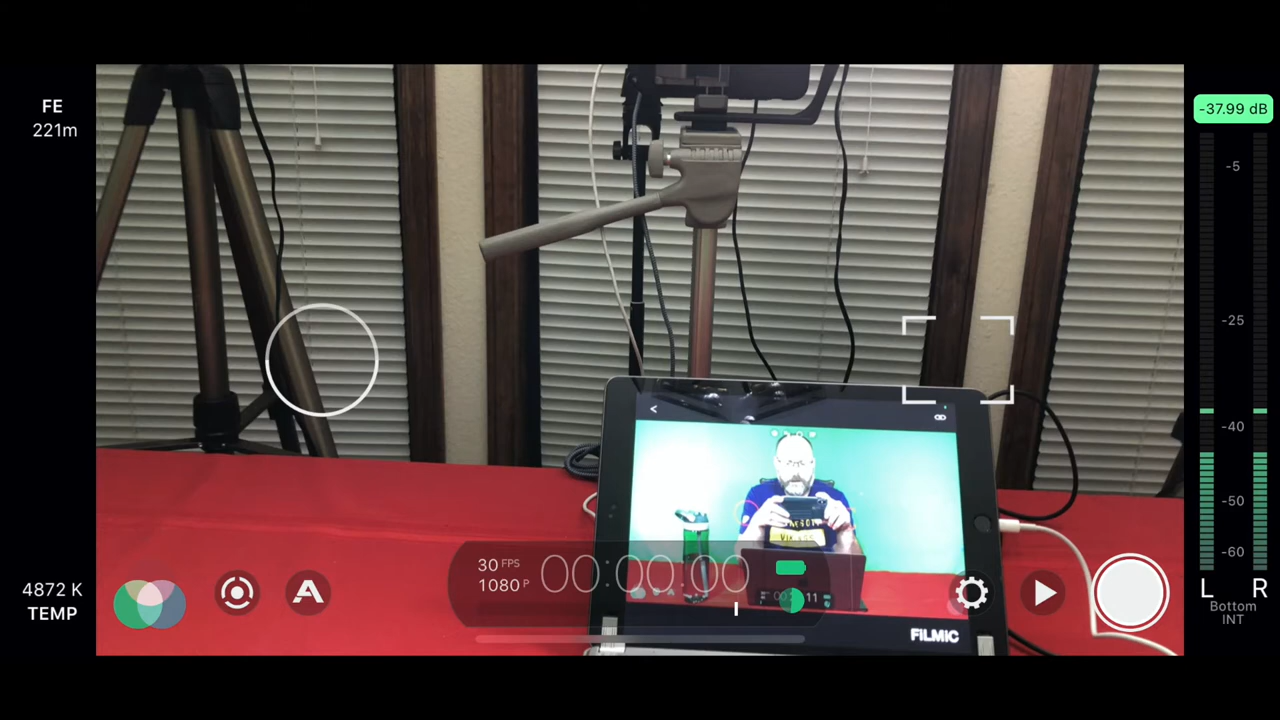 FE
221m
-37.99 dB
-5
-25
-40
-50
-60
30 FPS
1080 P
00:00:00
4872 K
TEMP
A
L R
Bottom
INT
VIKINGS
FiLMiC